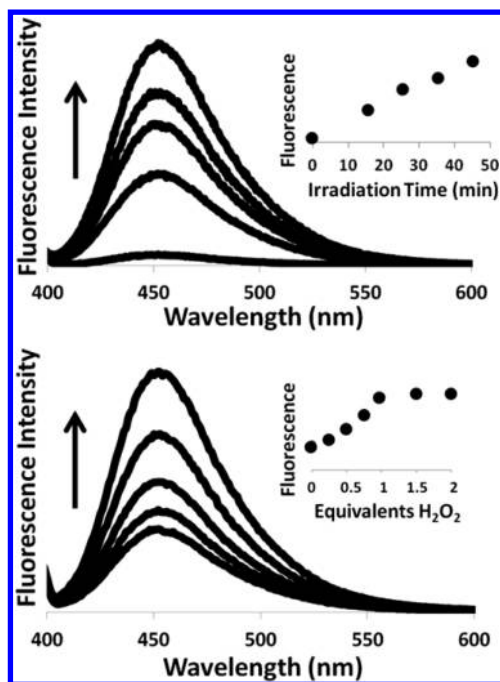 Fluorescence Intensity
400 450 500 550 600
Wavelength (nm)
Fluorescence
0 10 20 30 40 50
Irradiation Time (min)
Fluorescence Intensity
400 450 500 550 600
Wavelength (nm)
Fluorescence
0 0.5 1 1.5 2
Equivalents H₂O₂